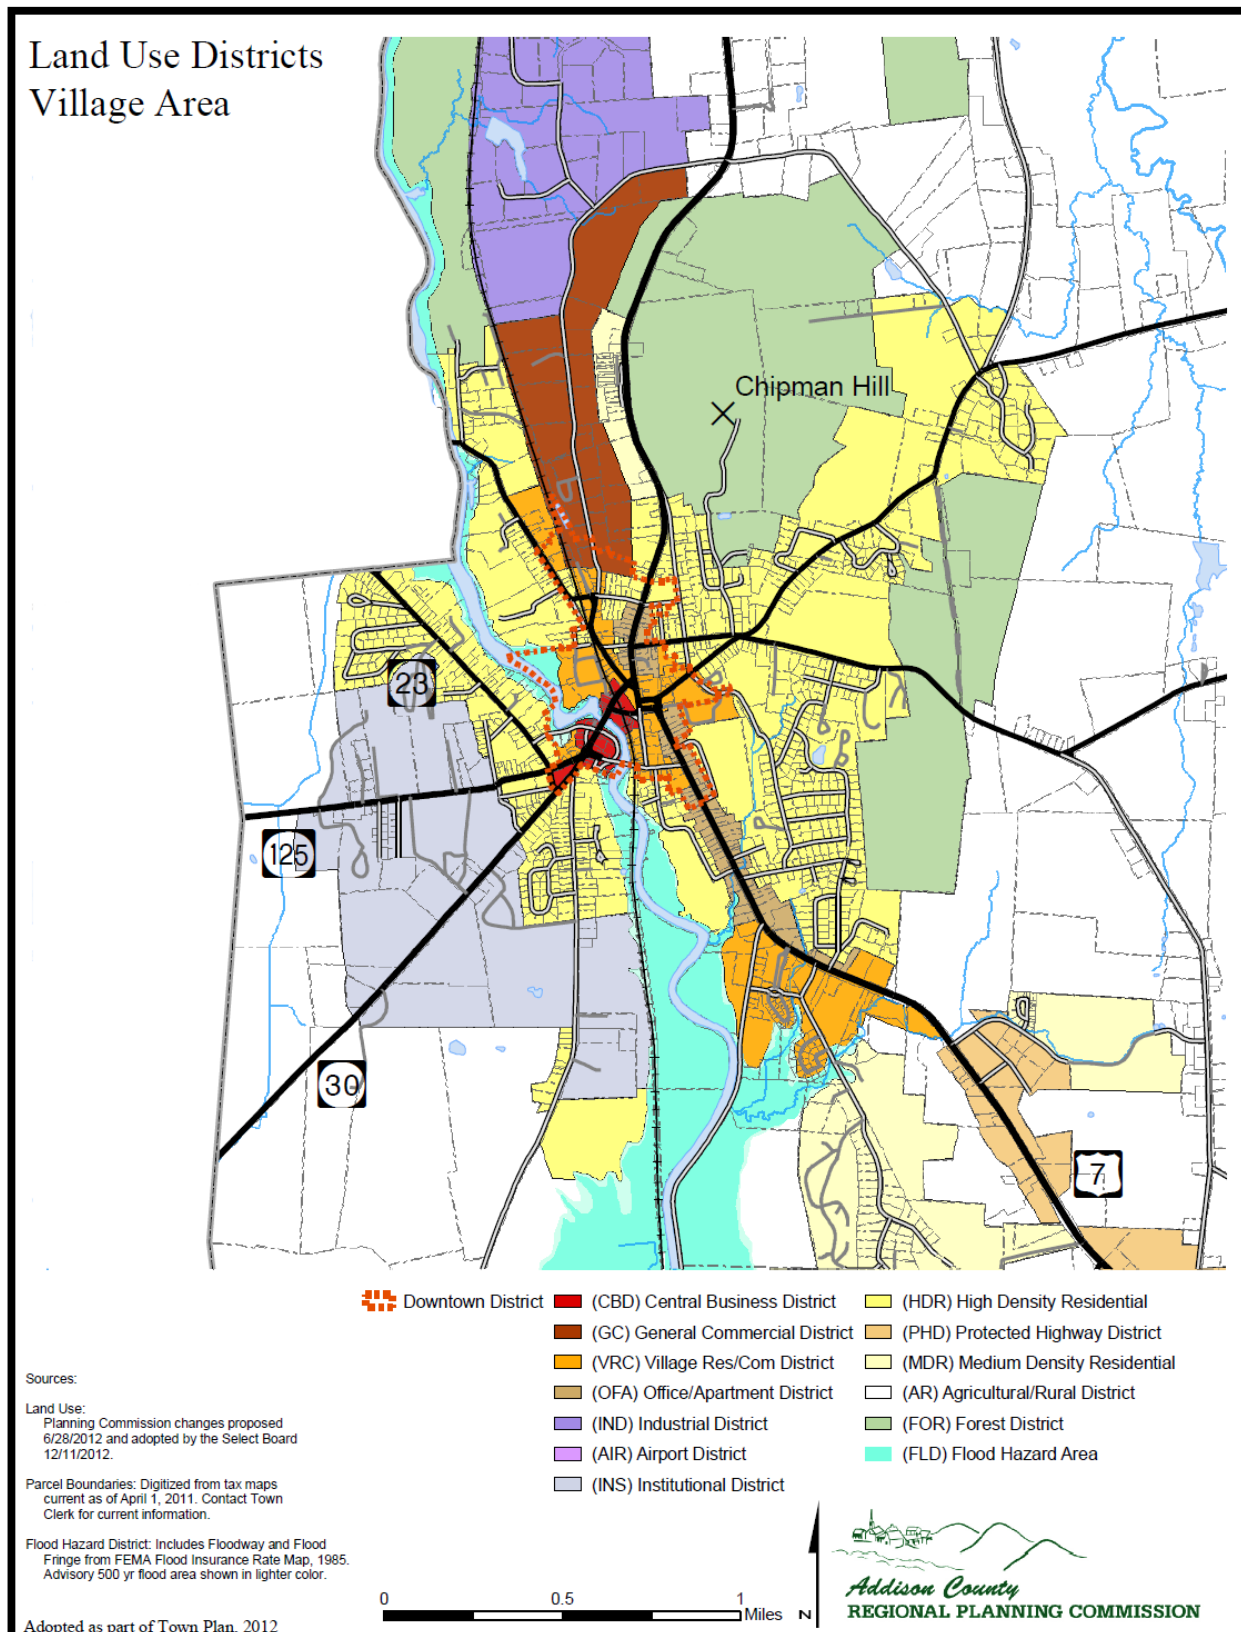 Land Use Districts
Village Area
Chipman Hill
23
125
30
7
Downtown District
(CBD) Central Business District
(GC) General Commercial District
(VRC) Village Res/Com District
(OFA) Office/Apartment District
(IND) Industrial District
(AIR) Airport District
(INS) Institutional District
(HDR) High Density Residential
(PHD) Protected Highway District
(MDR) Medium Density Residential
(AR) Agricultural/Rural District
(FOR) Forest District
(FLD) Flood Hazard Area
Sources:
Land Use:
Planning Commission changes proposed
6/28/2012 and adopted by the Select Board
12/11/2012.
Parcel Boundaries: Digitized from tax maps
current as of April 1, 2011. Contact Town
Clerk for current information.
Flood Hazard District: Includes Floodway and Flood
Fringe from FEMA Flood Insurance Rate Map, 1985.
Advisory 500 yr flood area shown in lighter color.
Adopted as part of Town Plan, 2012
0 0.5 1
Miles
N
Addison County
REGIONAL PLANNING COMMISSION